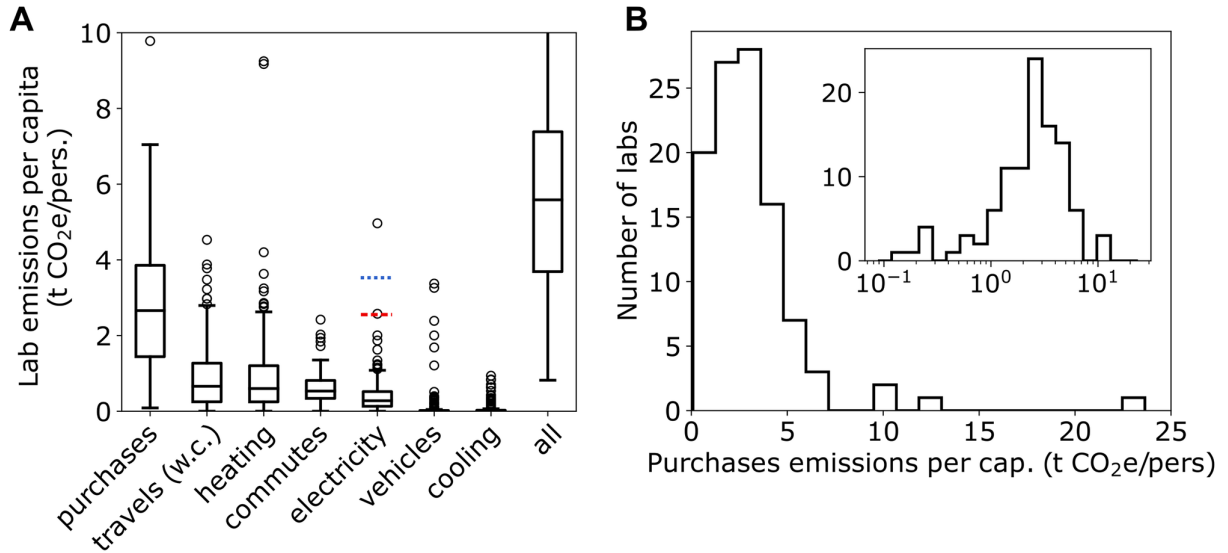 A
Lab emissions per capita
(t CO₂e/pers.)
10
8
6
4
2
0
purchases
travels (w.c.)
heating
commutes
electricity
vehicles
cooling
all
B
Number of labs
25
20
15
10
5
0
0 5 10 15 20 25
Purchases emissions per cap. (t CO₂e/pers)
20
0
10⁻¹ 10⁰ 10¹